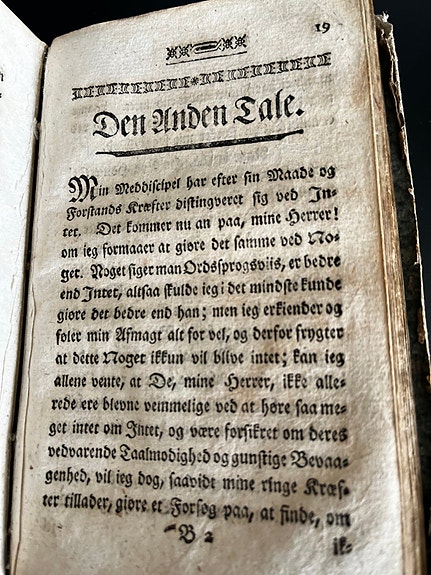 19
Den Anden Tale.
Min Meddiscipel har efter sin Maade og
Forstands Kræfter distingveret sig ved In-
tet. Det kommer nu an paa, mine Herrer!
om jeg formaaer at giøre det samme ved No-
get. Noget siger man Ordsprogsviis, er bedre
end Intet, altsaa skulde jeg i det mindste kunde
giøre det bedre end han; men jeg erkiender og
føler min Afmagt alt for vel, og derfor frygter
at dette Noget ikkun vil blive intet; kan jeg
allene vente, at De, mine Herrer, ikke alle-
rede ere blevne vemmelige ved at høre saa me-
get intet om Intet, og være forsikret om deres
vedvarende Taalmodighed og gunstige Bevaa-
genhed, vil jeg dog, saavidt mine ringe Kræf-
ter tillader, giøre et Forsøg paa, at finde, om
B 2
ik-